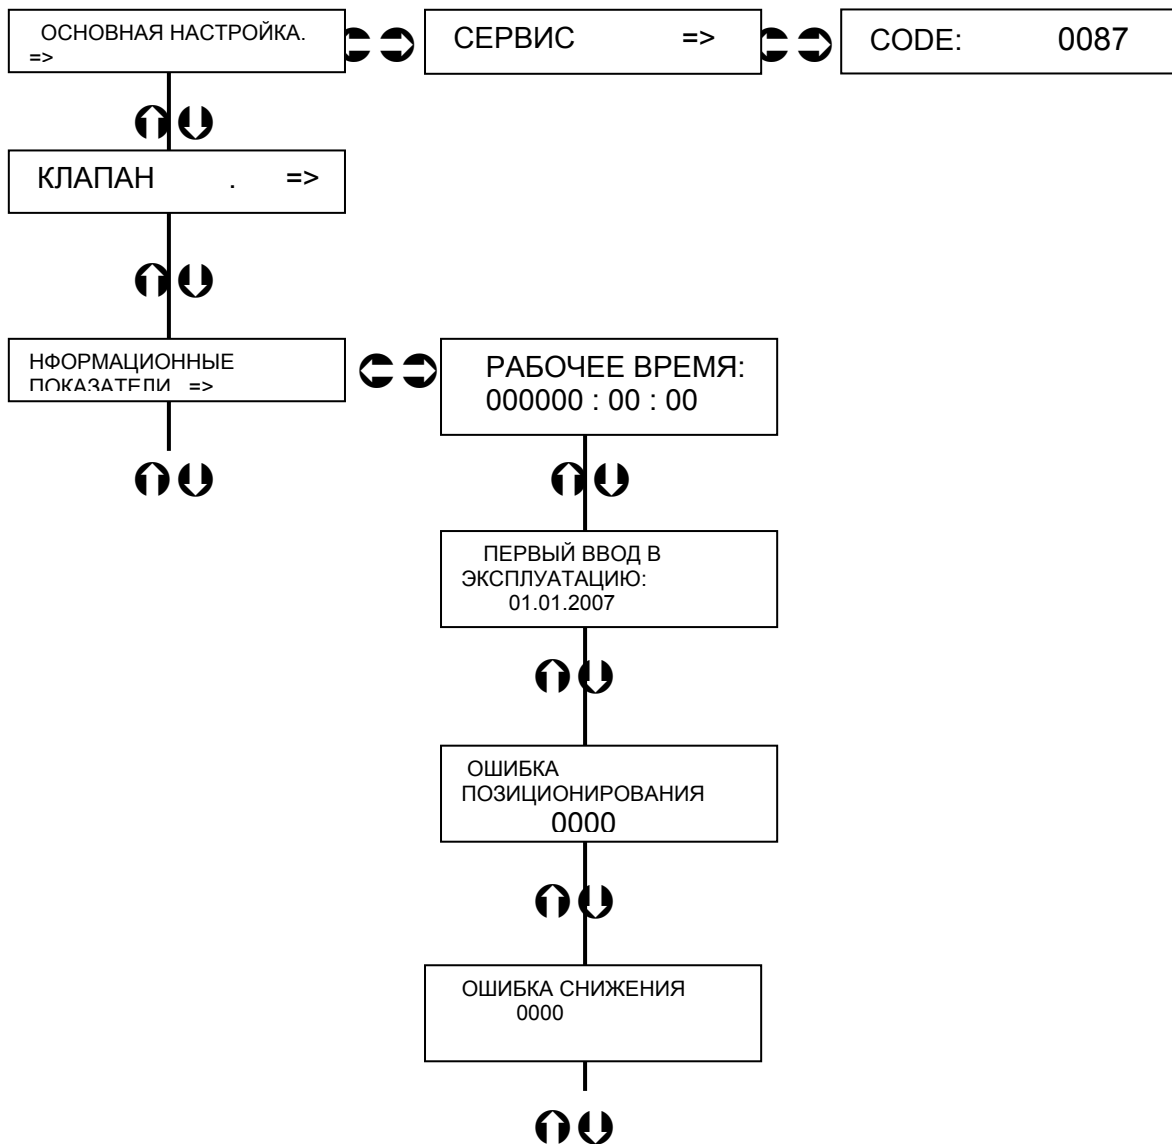 ОСНОВНАЯ НАСТРОЙКА.
=>
СЕРВИС =>
CODE: 0087
КЛАПАН . =>
НФОРМАЦИОННЫЕ
ПОКАЗАТЕЛИ =>
РАБОЧЕЕ ВРЕМЯ:
000000 : 00 : 00
ПЕРВЫЙ ВВОД В
ЭКСПЛУАТАЦИЮ:
01.01.2007
ОШИБКА
ПОЗИЦИОНИРОВАНИЯ
0000
ОШИБКА СНИЖЕНИЯ
0000